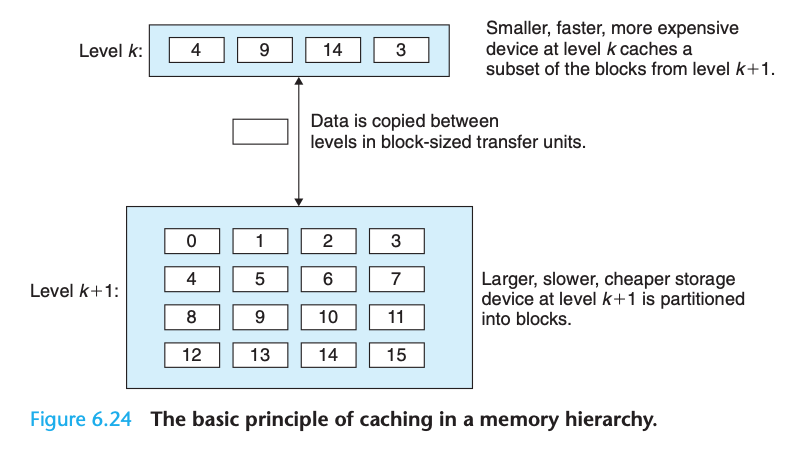 Level k:
4 9 14 3
Smaller, faster, more expensive
device at level k caches a
subset of the blocks from level k+1.
Data is copied between
levels in block-sized transfer units.
Level k+1:
0 1 2 3
4 5 6 7
8 9 10 11
12 13 14 15
Larger, slower, cheaper storage
device at level k+1 is partitioned
into blocks.
Figure 6.24 The basic principle of caching in a memory hierarchy.